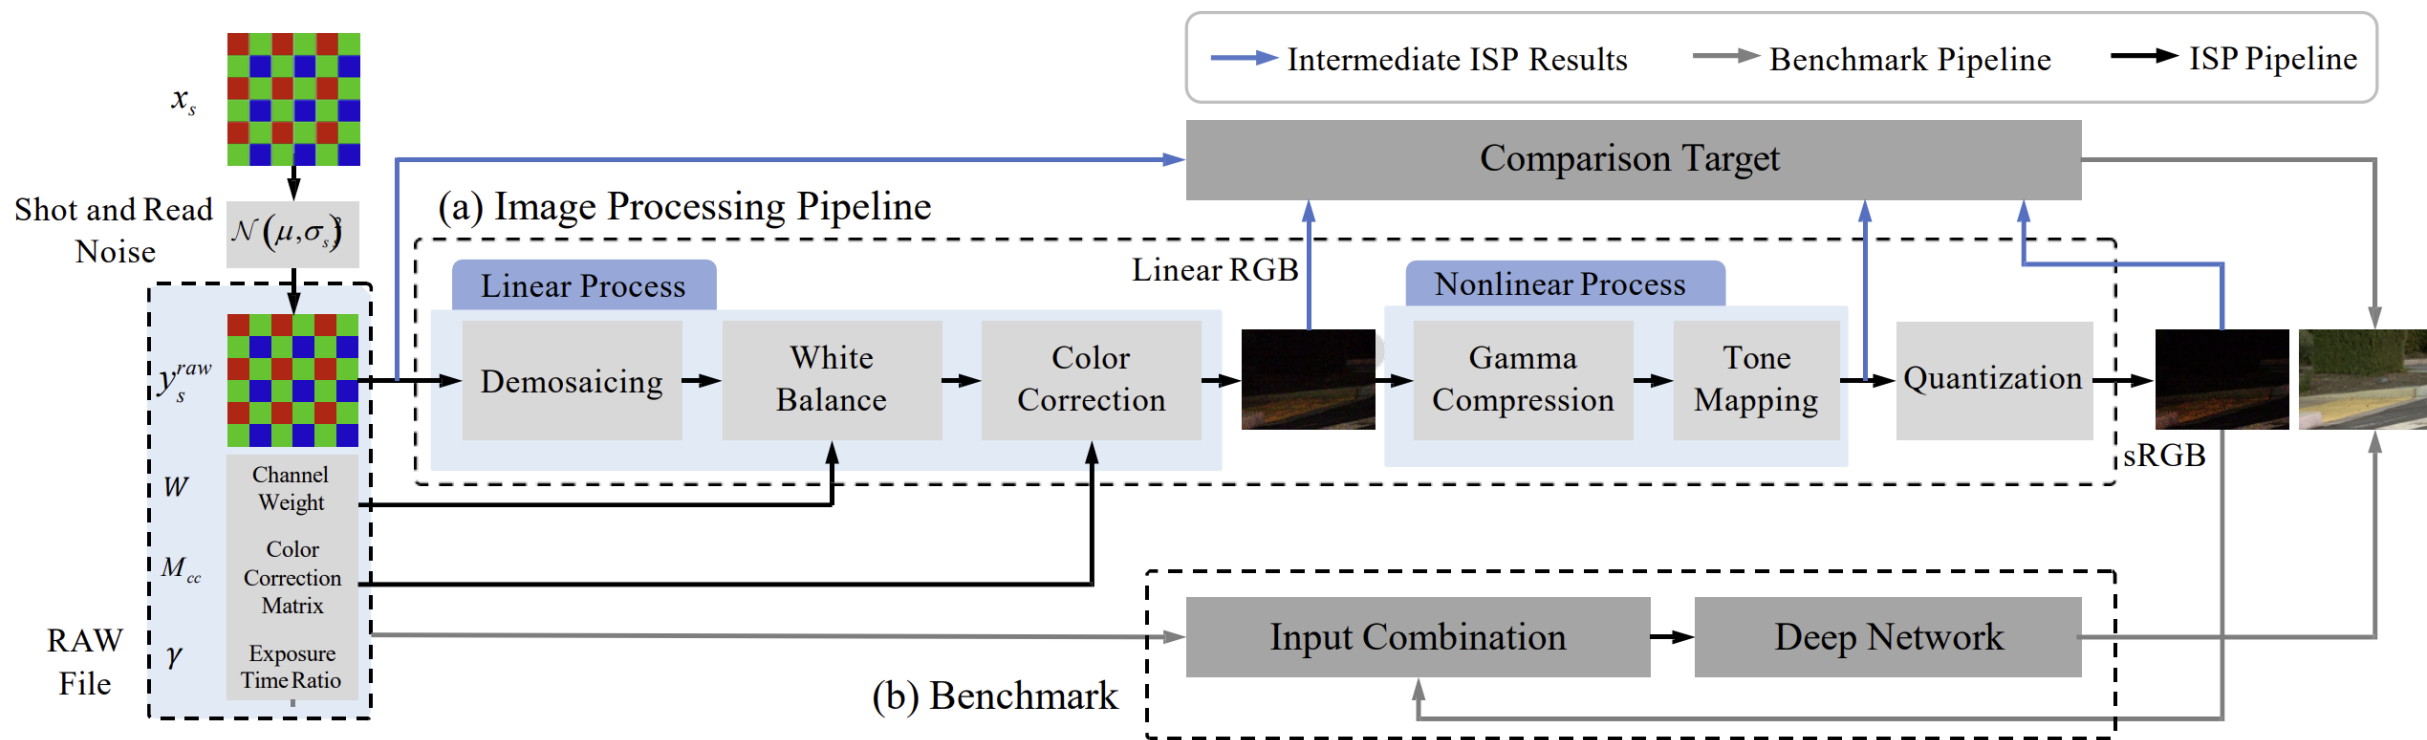 Intermediate ISP Results
Benchmark Pipeline
ISP Pipeline
x_s
Shot and Read
Noise
𝒩(μ,σ_s^2)
Comparison Target
(a) Image Processing Pipeline
Linear Process
Linear RGB
Nonlinear Process
y_s^raw
Demosaicing
White
Balance
Color
Correction
Gamma
Compression
Tone
Mapping
Quantization
sRGB
W
Channel
Weight
M_cc
Color
Correction
Matrix
γ
Exposure
Time Ratio
RAW
File
Input Combination
Deep Network
(b) Benchmark